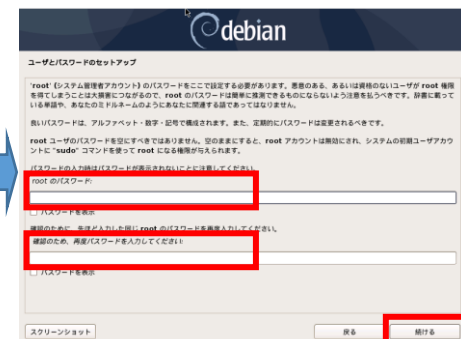 debian
ユーザとパスワードのセットアップ
'root' (システム管理者アカウント) のパスワードをここで設定する必要があります。悪意のある、あるいは資格のないユーザが root 権限
を得てしまうことは大損害につながるので、root のパスワードは簡単に推測できるものにならないよう注意を払うべきです。辞書に載って
いる単語や、あなたのミドルネームのようにあなたに関連する語であってはなりません。
良いパスワードは、アルファベット・数字・記号で構成されます。また、定期的にパスワードは変更されるべきです。
root ユーザのパスワードを空にすべきではありません。空のままにすると、root アカウントは無効にされ、システムの初期ユーザアカウ
ントに "sudo" コマンドを使って root になる権限が与えられます。
パスワードの入力時はパスワードが表示されないことに注意してください。
root のパスワード:
パスワードを表示
確認のために、先ほど入力した同じ root のパスワードを再度入力してください。
確認のため、再度パスワードを入力してください:
パスワードを表示
スクリーンショット
戻る
続ける